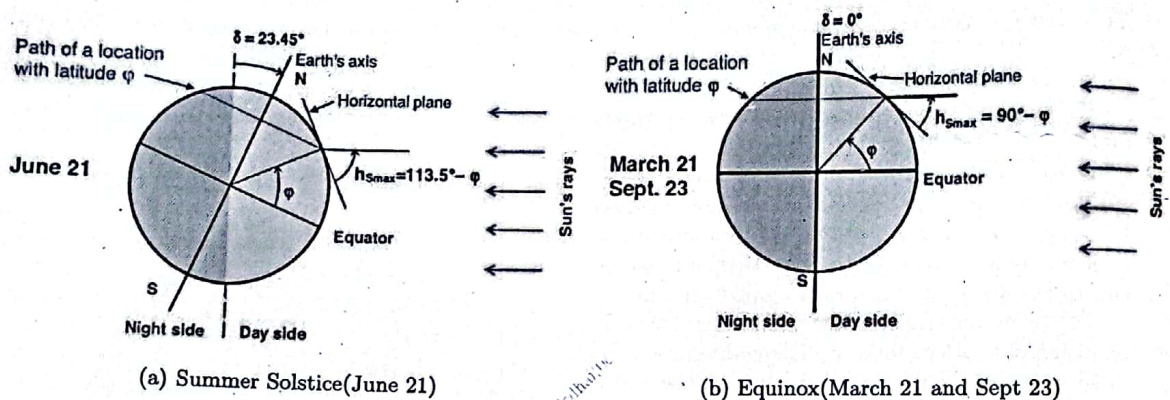 δ = 23.45°
Earth's axis
Path of a location
with latitude φ
N
Horizontal plane
June 21
hSmax=113.5°- φ
φ
Sun's rays
Equator
S
Night side
Day side
(a) Summer Solstice(June 21)
δ = 0°
Earth's axis
N
Path of a location
with latitude φ
Horizontal plane
hSmax = 90°- φ
March 21
Sept. 23
φ
Equator
Sun's rays
S
Night side
Day side
(b) Equinox(March 21 and Sept 23)